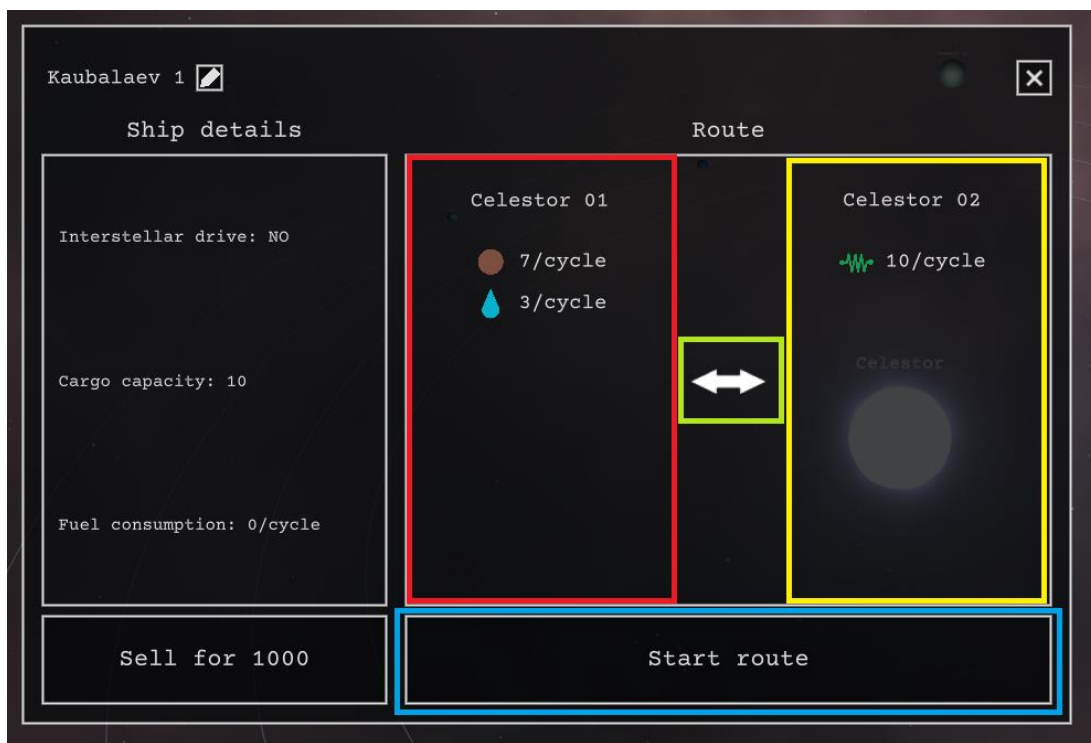 Kaubalaev 1
Ship details
Route
Interstellar drive: NO
Cargo capacity: 10
Fuel consumption: 0/cycle
Celestor 01
7/cycle
3/cycle
Celestor 02
10/cycle
Celestor
Sell for 1000
Start route